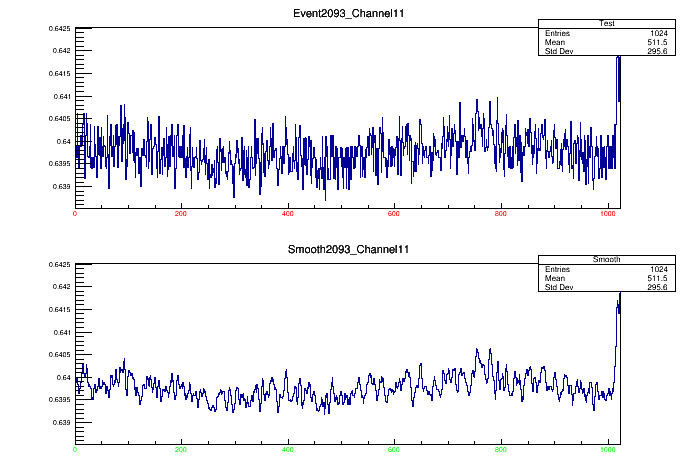 Event2093_Channel11
Test
Entries 1024
Mean 511.5
Std Dev 295.6
0.6425
0.642
0.6415
0.641
0.6405
0.64
0.6395
0.639
0 200 400 600 800 1000
Smooth2093_Channel11
Smooth
Entries 1024
Mean 511.5
Std Dev 295.6
0.6425
0.642
0.6415
0.641
0.6405
0.64
0.6395
0.639
0 200 400 600 800 1000